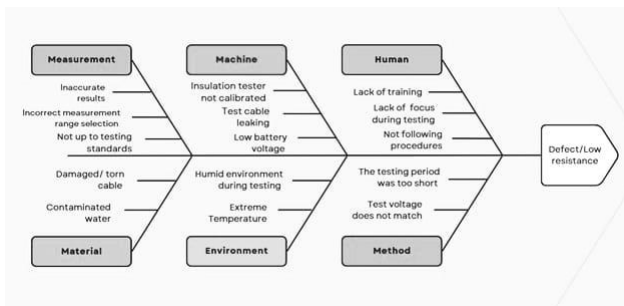 Measurement
Machine
Human
Inaccurate
results
Incorrect measurement
range selection
Not up to testing
standards
Insulation tester
not calibrated
Test cable
leaking
Low battery
voltage
Lack of training
Lack of focus
during testing
Not following
procedures
Defect/Low
resistance
Damaged/ torn
cable
Contaminated
water
Humid environment
during testing
Extreme
Temperature
The testing period
was too short
Test voltage
does not match
Material
Environment
Method